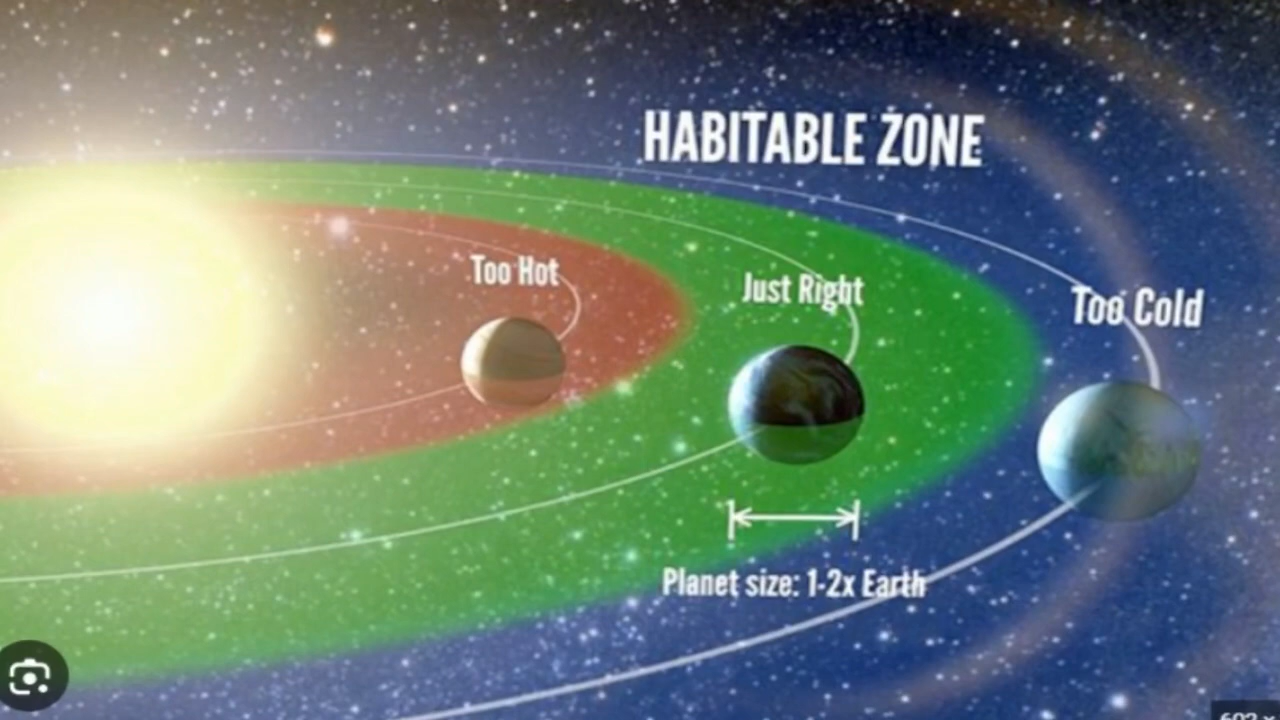 HABITABLE ZONE
Too Hot
Just Right
Too Cold
Planet size: 1-2x Earth